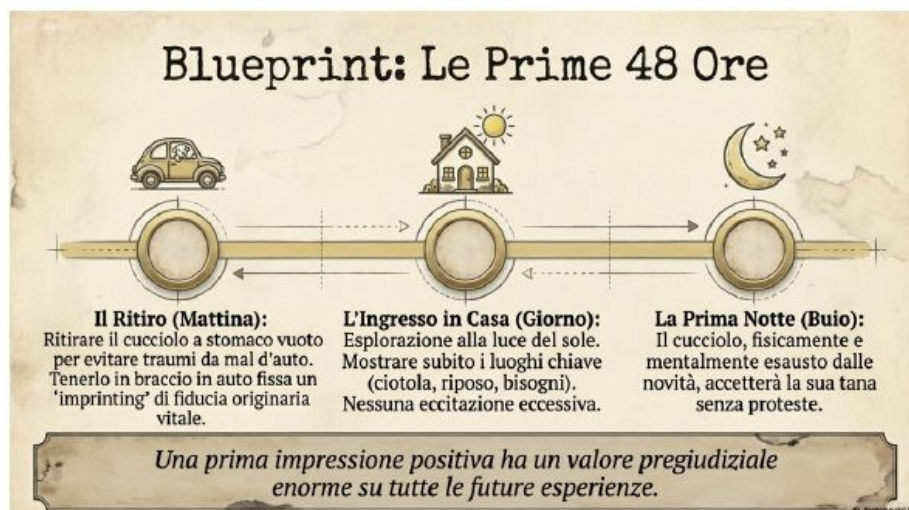 Blueprint: Le Prime 48 Ore
Il Ritiro (Mattina):
Ritirare il cucciolo a stomaco vuoto
per evitare traumi da mal d'auto.
Tenerlo in braccio in auto fissa un
'imprinting' di fiducia originaria
vitale.
L'Ingresso in Casa (Giorno):
Esplorazione alla luce del sole.
Mostrare subito i luoghi chiave
(ciotola, riposo, bisogni).
Nessuna eccitazione eccessiva.
La Prima Notte (Buio):
Il cucciolo, fisicamente e
mentalmente esausto dalle
novità, accetterà la sua tana
senza proteste.
Una prima impressione positiva ha un valore pregiudiziale
enorme su tutte le future esperienze.